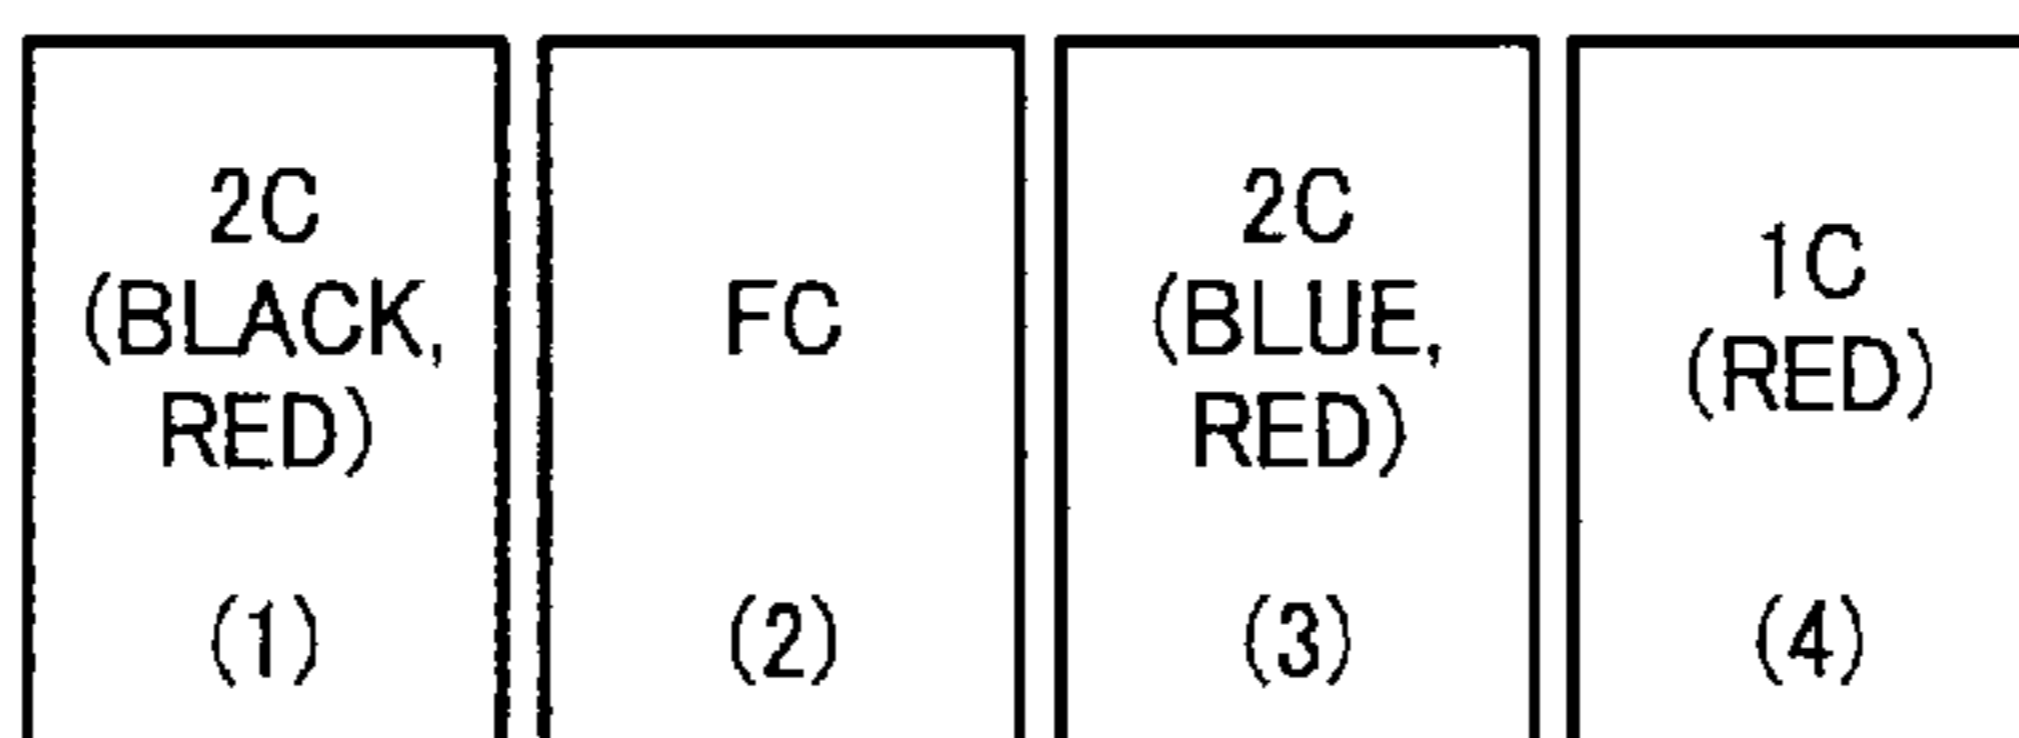 2C
(BLACK,
RED)
(1)
FC
(2)
2C
(BLUE,
RED)
(3)
1C
(RED)
(4)